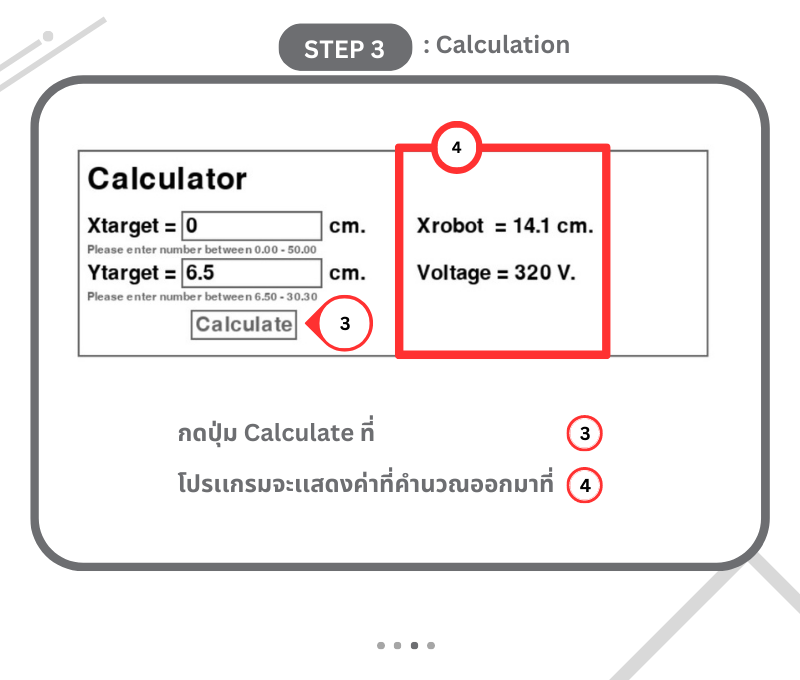 STEP 3 : Calculation
4
Calculator
Xtarget = 0 cm.
Please enter number between 0.00 - 50.00
Ytarget = 6.5 cm.
Please enter number between 6.50 - 30.30
Calculate
3
Xrobot = 14.1 cm.
Voltage = 320 V.
กดปุ่ม Calculate ที่ 3
โปรแกรมจะแสดงค่าที่คำนวณออกมาที่ 4